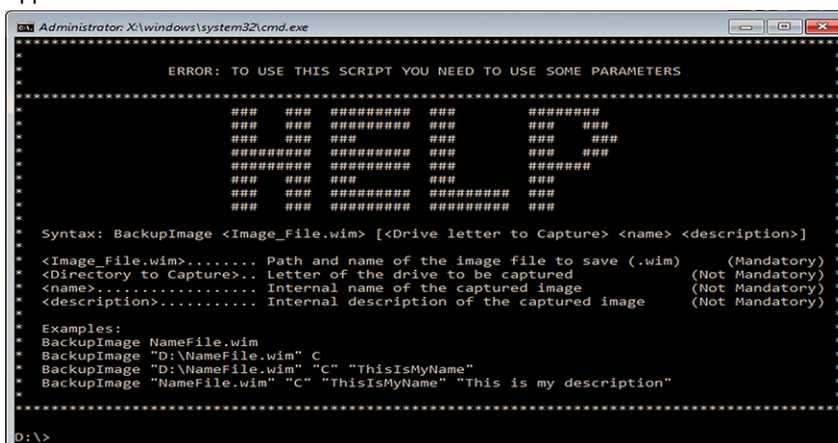 Administrator: X:\windows\system32\cmd.exe
ERROR: TO USE THIS SCRIPT YOU NEED TO USE SOME PARAMETERS
HELP
Syntax: BackupImage <Image_File.wim> [<Drive letter to Capture> <name> <description>]
<Image_File.wim>........ Path and name of the image file to save (.wim) (Mandatory)
<Directory to Capture>.. Letter of the drive to be captured (Not Mandatory)
<name>.................. Internal name of the captured image (Not Mandatory)
<description>........... Internal description of the captured image (Not Mandatory)
Examples:
BackupImage NameFile.wim
BackupImage "D:\NameFile.wim" C
BackupImage "D:\NameFile.wim" "C" "ThisIsMyName"
BackupImage "NameFile.wim" "C" "ThisIsMyName" "This is my description"
D:\>